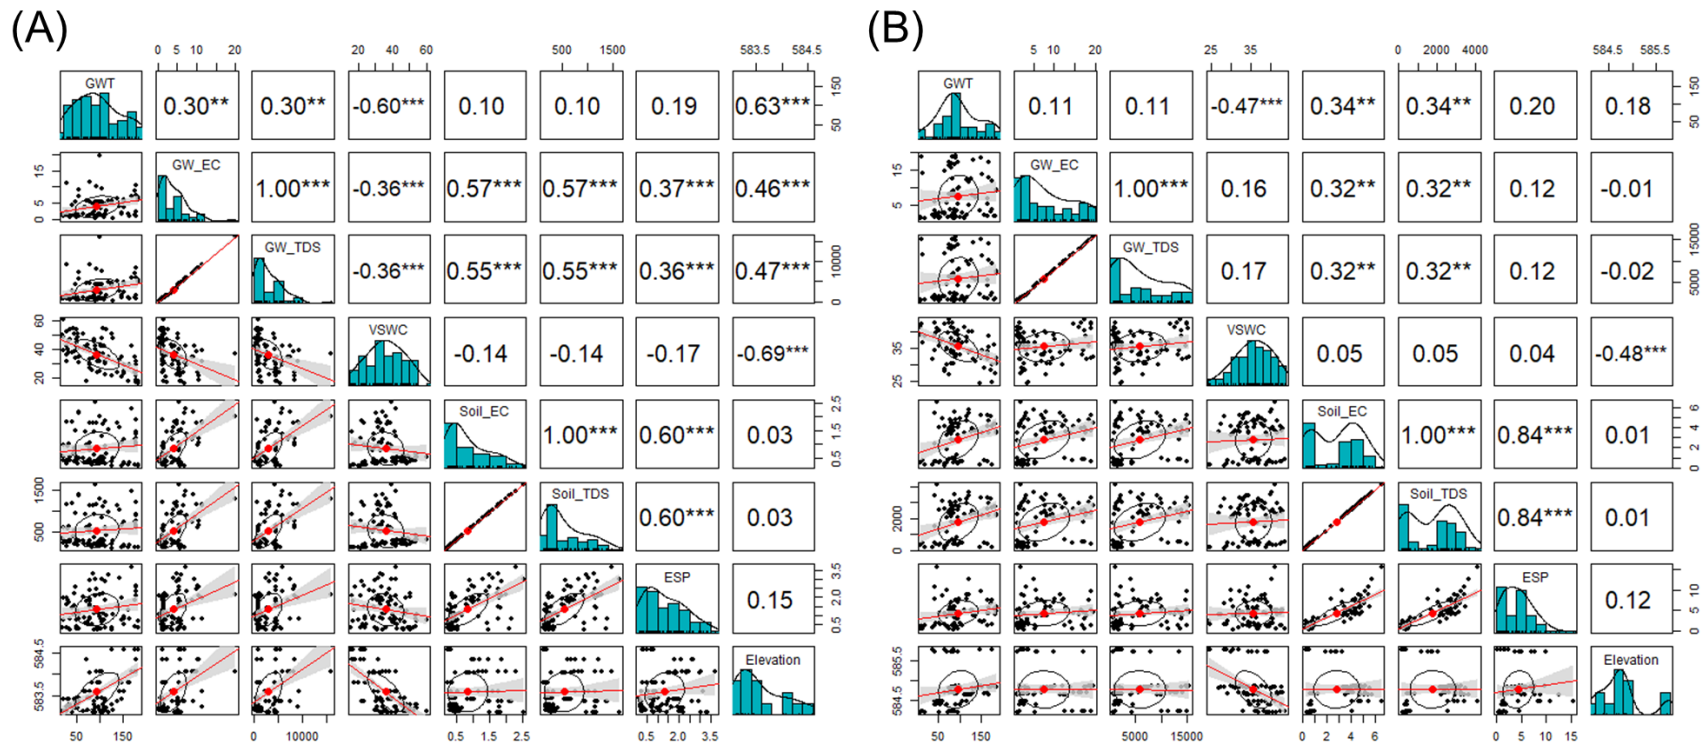 (A)
(B)
0 5 10 20
20 40 60
500 1500
583.5 584.5
5 10 20
25 35
0 2000 4000
584.5 585.5
GWT 0.30** 0.30** -0.60*** 0.10 0.10 0.19 0.63*** 50 150
GWT 0.11 0.11 -0.47*** 0.34** 0.34** 0.20 0.18 50 150
0 5 15 GW_EC 1.00*** -0.36*** 0.57*** 0.57*** 0.37*** 0.46***
5 15 GW_EC 1.00*** 0.16 0.32** 0.32** 0.12 -0.01
GW_TDS -0.36*** 0.55*** 0.55*** 0.36*** 0.47*** 0 10000
GW_TDS 0.17 0.32** 0.32** 0.12 -0.02 5000 15000
20 40 60 VSWC -0.14 -0.14 -0.17 -0.69***
25 35 VSWC 0.05 0.05 0.04 -0.48***
Soil_EC 1.00*** 0.60*** 0.03 0.5 1.5 2.5
Soil_EC 1.00*** 0.84*** 0.01 0 2 4 6
500 1500 Soil_TDS 0.60*** 0.03
0 2000 Soil_TDS 0.84*** 0.01
ESP 0.15 0.5 2.0 3.5
ESP 0.12 0 5 10
583.5 584.5 Elevation
584.5 585.5 Elevation
50 150
0 10000
0.5 1.5 2.5
0.5 2.0 3.5
50 150
5000 15000
0 2 4 6
0 5 10 15